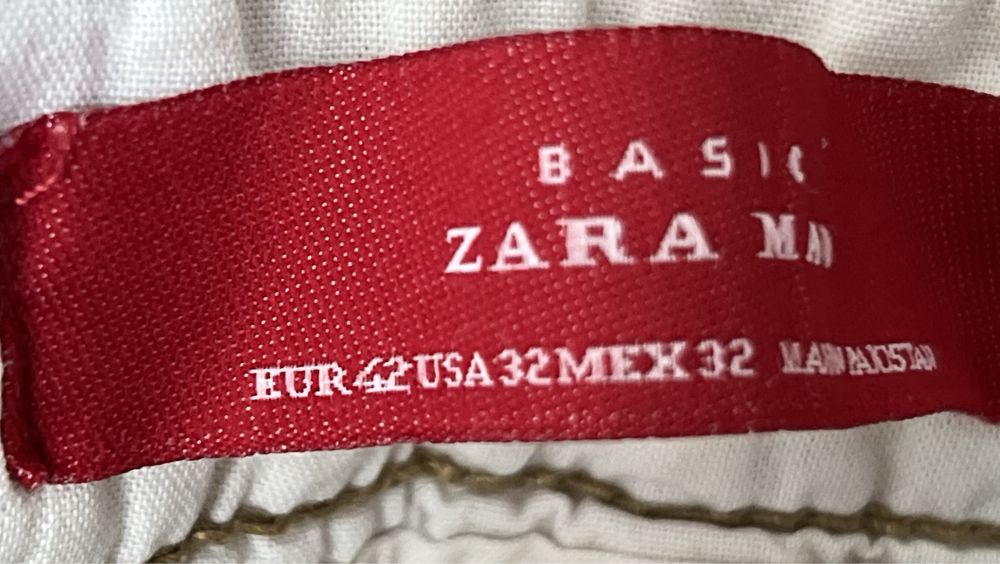 BASIC
ZARA MAN
EUR 42 USA 32 MEX 32 MADE IN PAKISTAN